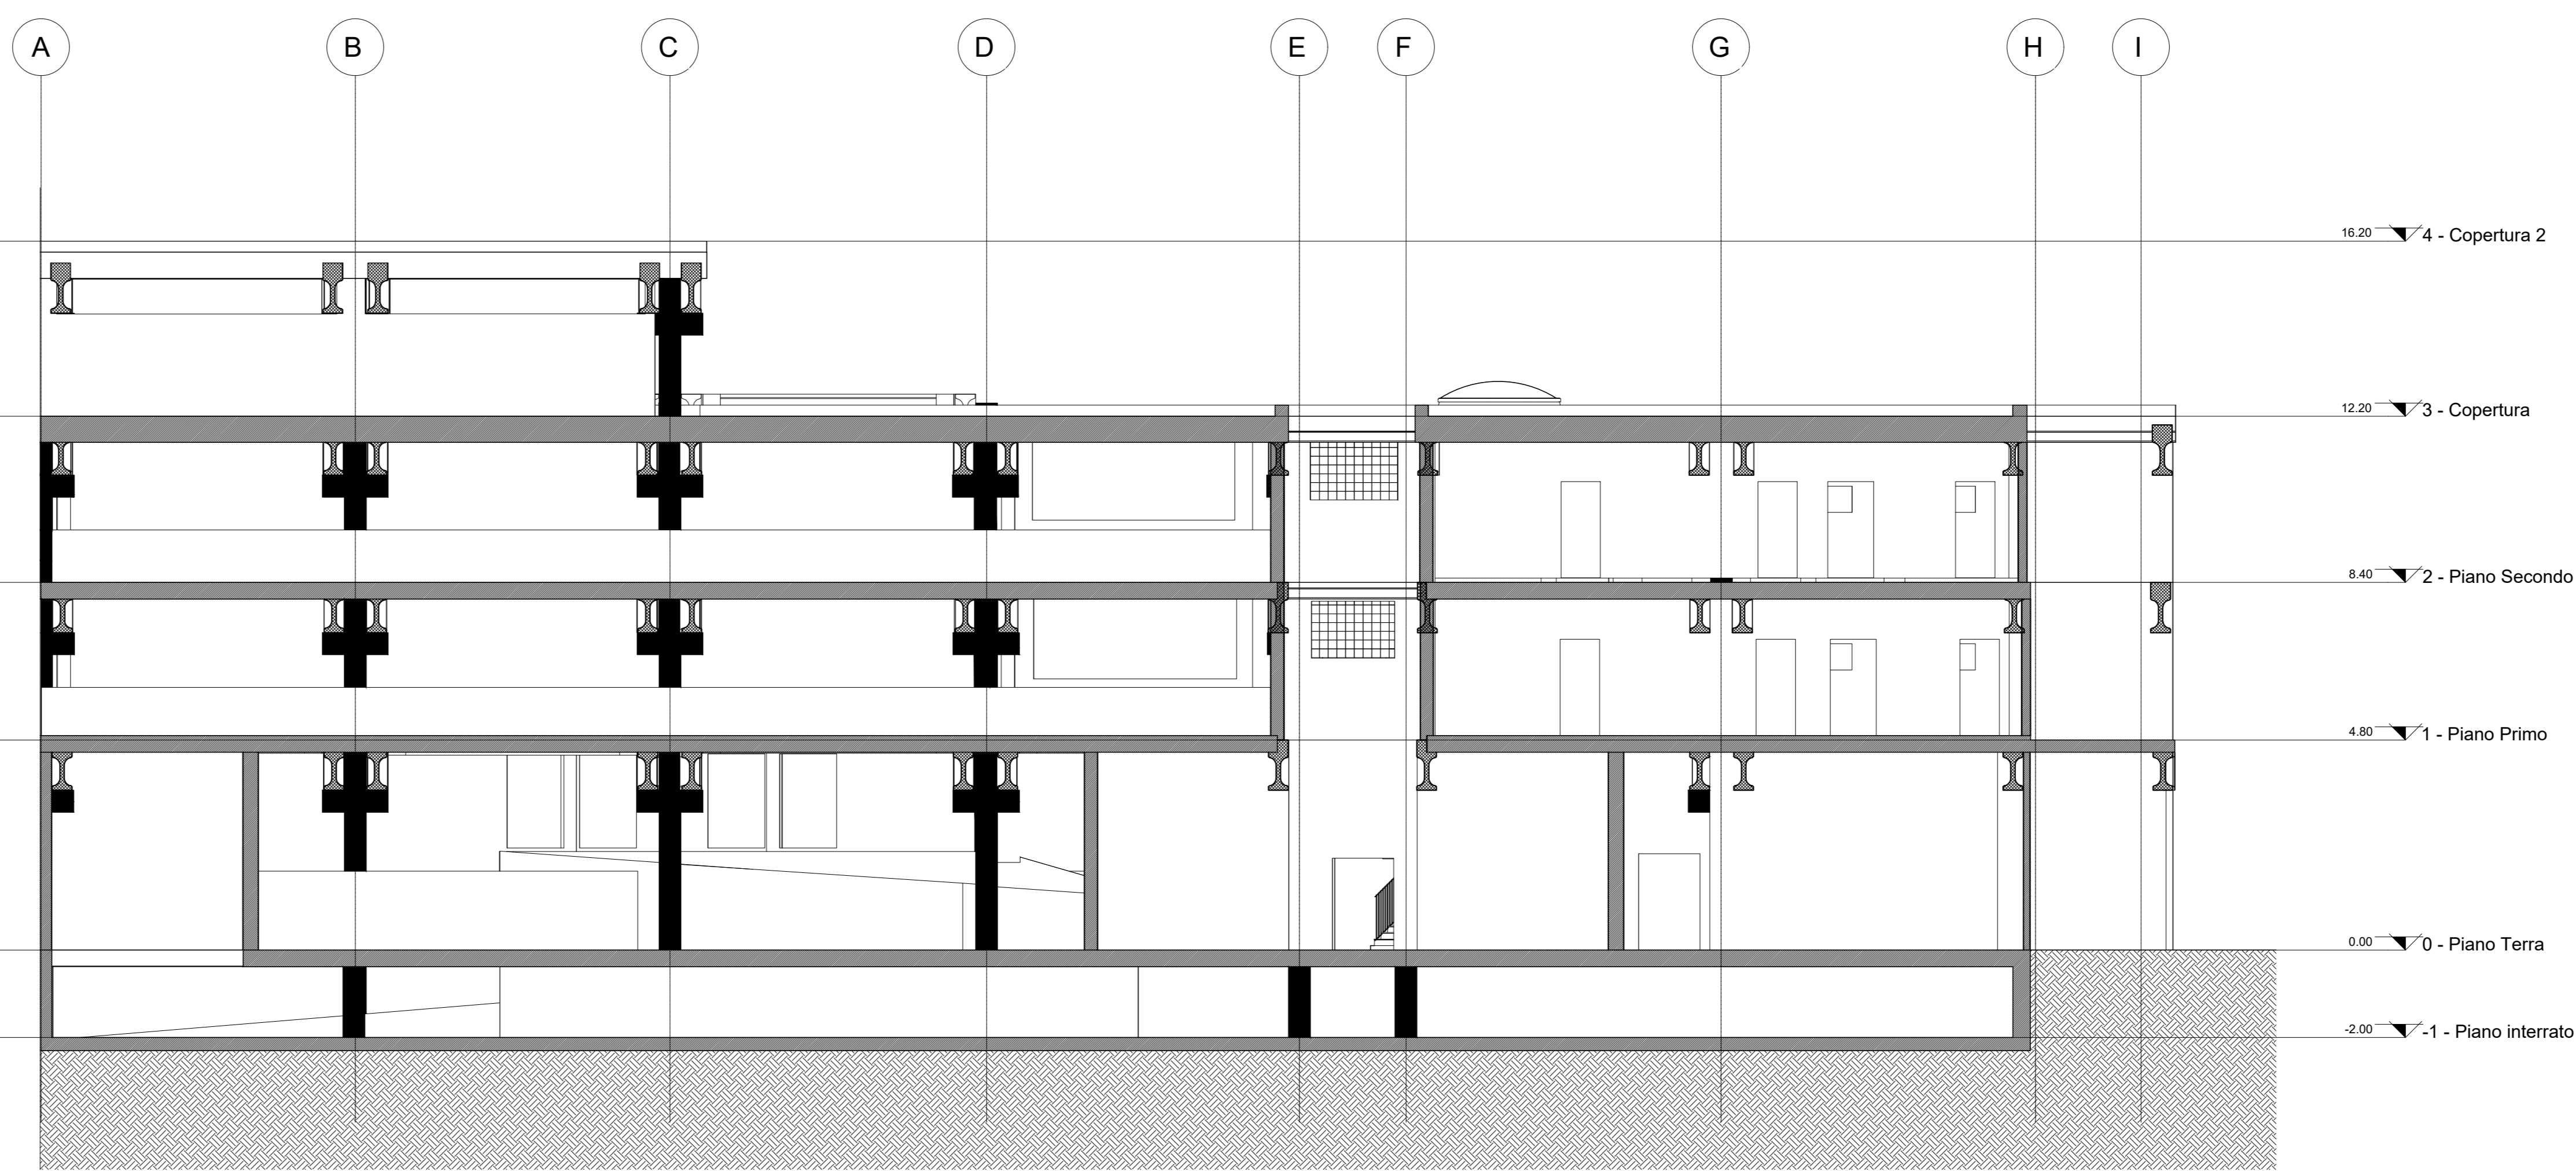 A B C D E F G H I
16.20 4 - Copertura 2
12.20 3 - Copertura
8.40 2 - Piano Secondo
4.80 1 - Piano Primo
0.00 0 - Piano Terra
-2.00 -1 - Piano interrato